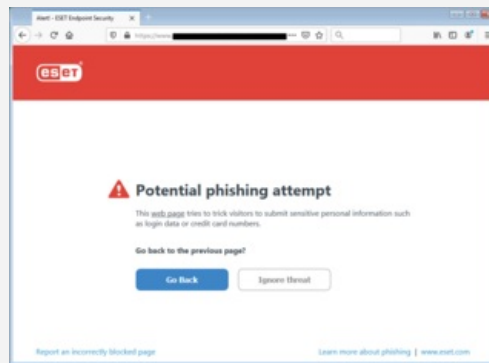 Alert - ESET Endpoint Security
https://www.
eseT
Potential phishing attempt
This web page tries to trick visitors to submit sensitive personal information such
as login data or credit card numbers.
Go back to the previous page?
Go Back
Ignore threat
Report an incorrectly blocked page
Learn more about phishing | www.eset.com